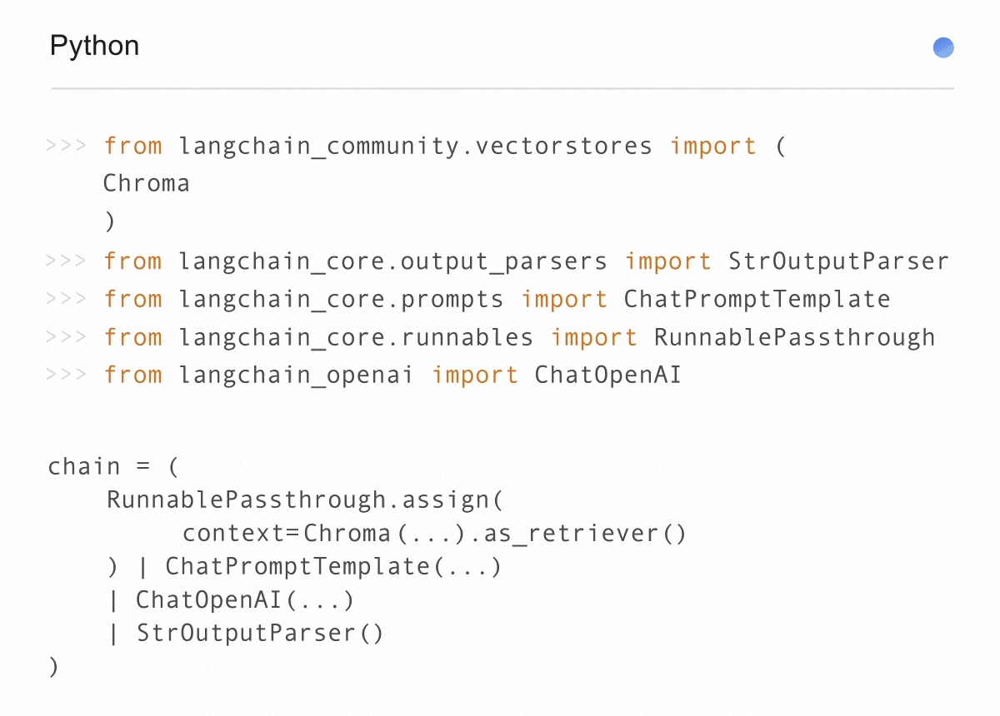 Python
>>> from langchain_community.vectorstores import (
    Chroma
    )
>>> from langchain_core.output_parsers import StrOutputParser
>>> from langchain_core.prompts import ChatPromptTemplate
>>> from langchain_core.runnables import RunnablePassthrough
>>> from langchain_openai import ChatOpenAI
chain = (
    RunnablePassthrough.assign(
         context=Chroma(...).as_retriever()
    ) | ChatPromptTemplate(...)
    | ChatOpenAI(...)
    | StrOutputParser()
)